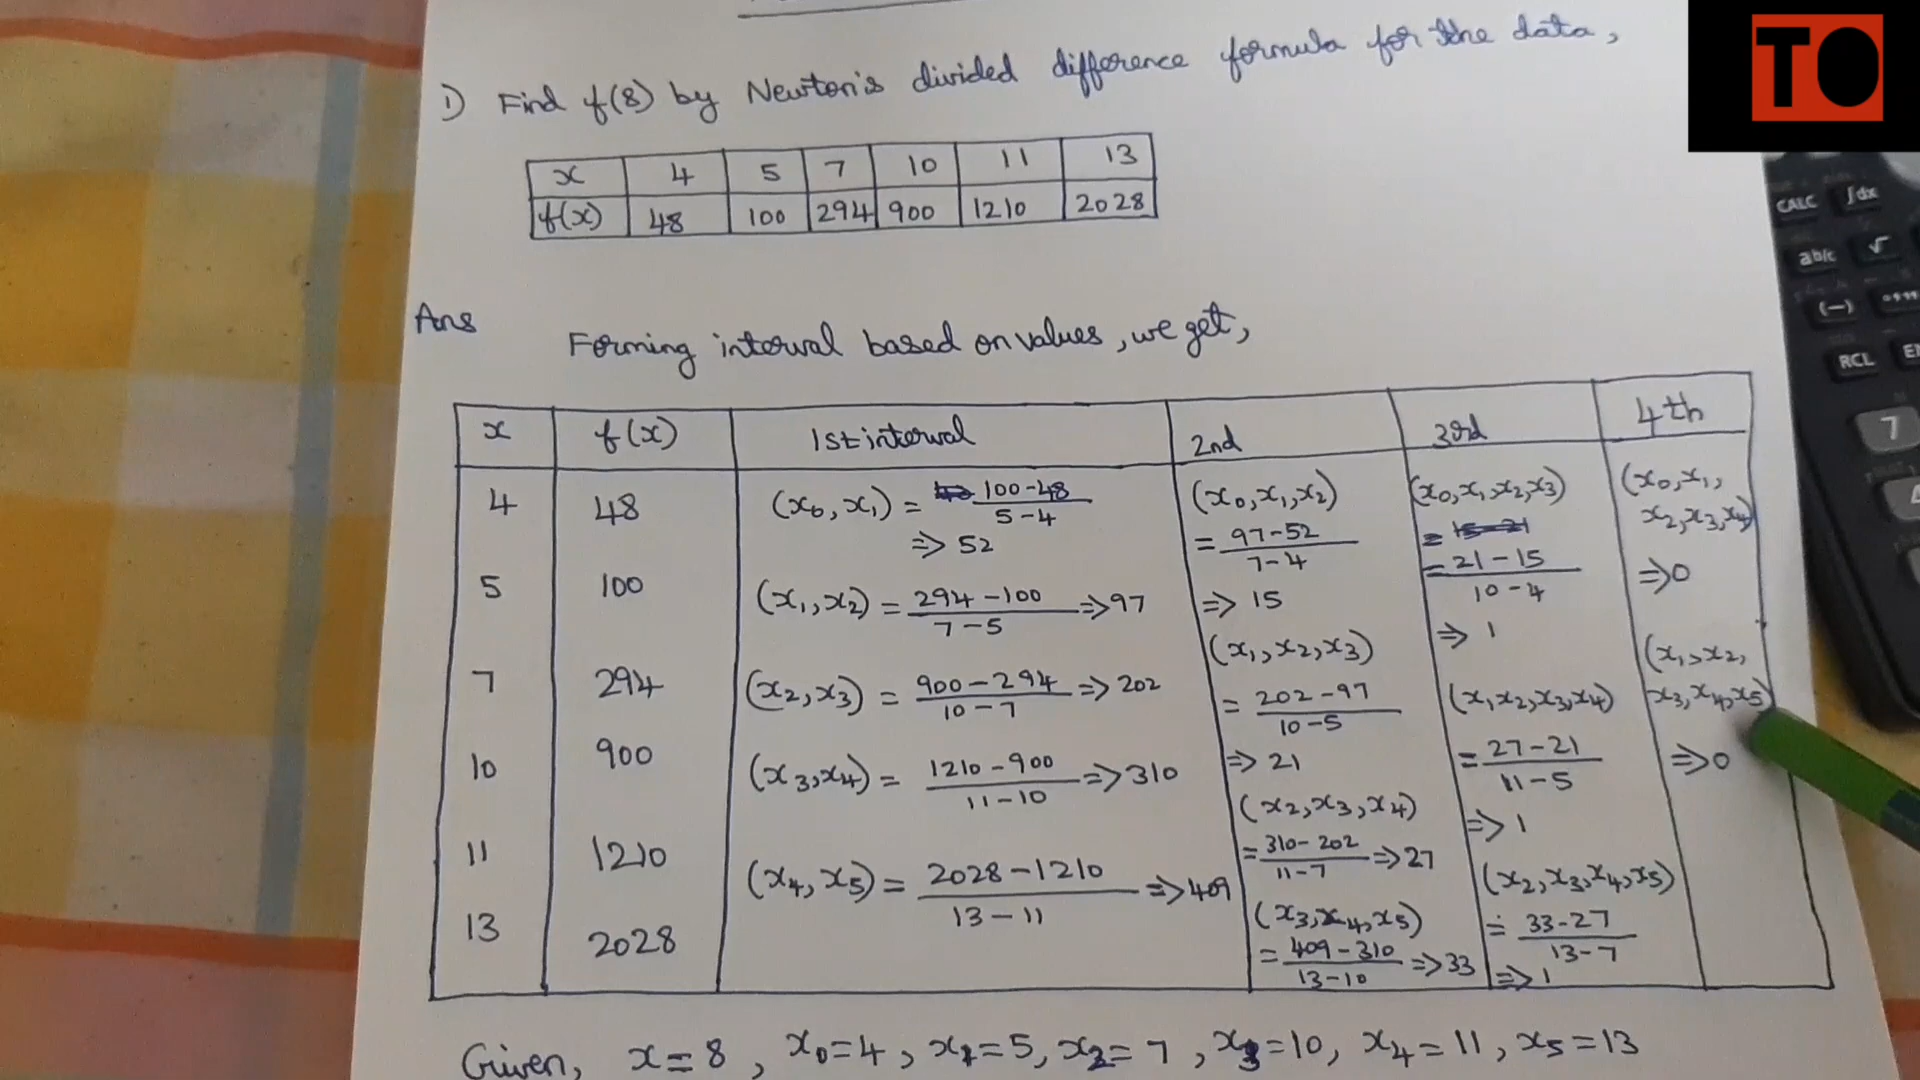 TO
1) Find f(8) by Newton's divided difference formula for the data,
x 4 5 7 10 11 13
f(x) 48 100 294 900 1210 2028
Ans
Forming interval based on values, we get,
x f(x) 1st interval 2nd 3rd 4th
4 48
5 100
7 294
10 900
11 1210
13 2028
(x0, x1) = 100-48 / 5-4
=> 52
(x1, x2) = 294-100 / 7-5 => 97
(x2, x3) = 900-294 / 10-7 => 202
(x3, x4) = 1210-900 / 11-10 => 310
(x4, x5) = 2028-1210 / 13-11 => 409
(x0, x1, x2)
= 97-52 / 7-4
=> 15
(x1, x2, x3)
= 202-97 / 10-5
=> 21
(x2, x3, x4)
= 310-202 / 11-7 => 27
(x3, x4, x5)
= 409-310 / 13-10 => 33
(x0, x1, x2, x3)
= 15-21
= 21-15 / 10-4
=> 1
(x1, x2, x3, x4)
= 27-21 / 11-5
=> 1
(x2, x3, x4, x5)
= 33-27 / 13-7
=> 1
(x0, x1,
x2, x3, x4)
=> 0
(x1, x2,
x3, x4, x5)
=> 0
Given, x = 8, x0 = 4, x1 = 5, x2 = 7, x3 = 10, x4 = 11, x5 = 13
CALC ∫dx
ab/c √
(-) °'"
RCL
7